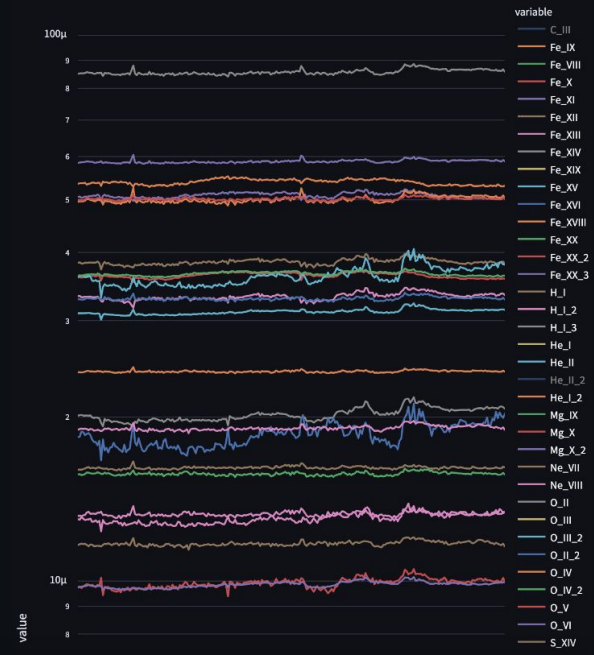 variable
C_III
Fe_IX
Fe_VIII
Fe_X
Fe_XI
Fe_XII
Fe_XIII
Fe_XIV
Fe_XIX
Fe_XV
Fe_XVI
Fe_XVIII
Fe_XX
Fe_XX_2
Fe_XX_3
H_I
H_I_2
H_I_3
He_I
He_II
He_II_2
He_I_2
Mg_IX
Mg_X
Mg_X_2
Ne_VII
Ne_VIII
O_II
O_III
O_III_2
O_II_2
O_IV
O_IV_2
O_V
O_VI
S_XIV
100μ
9
8
7
6
5
4
3
2
10μ
9
8
value